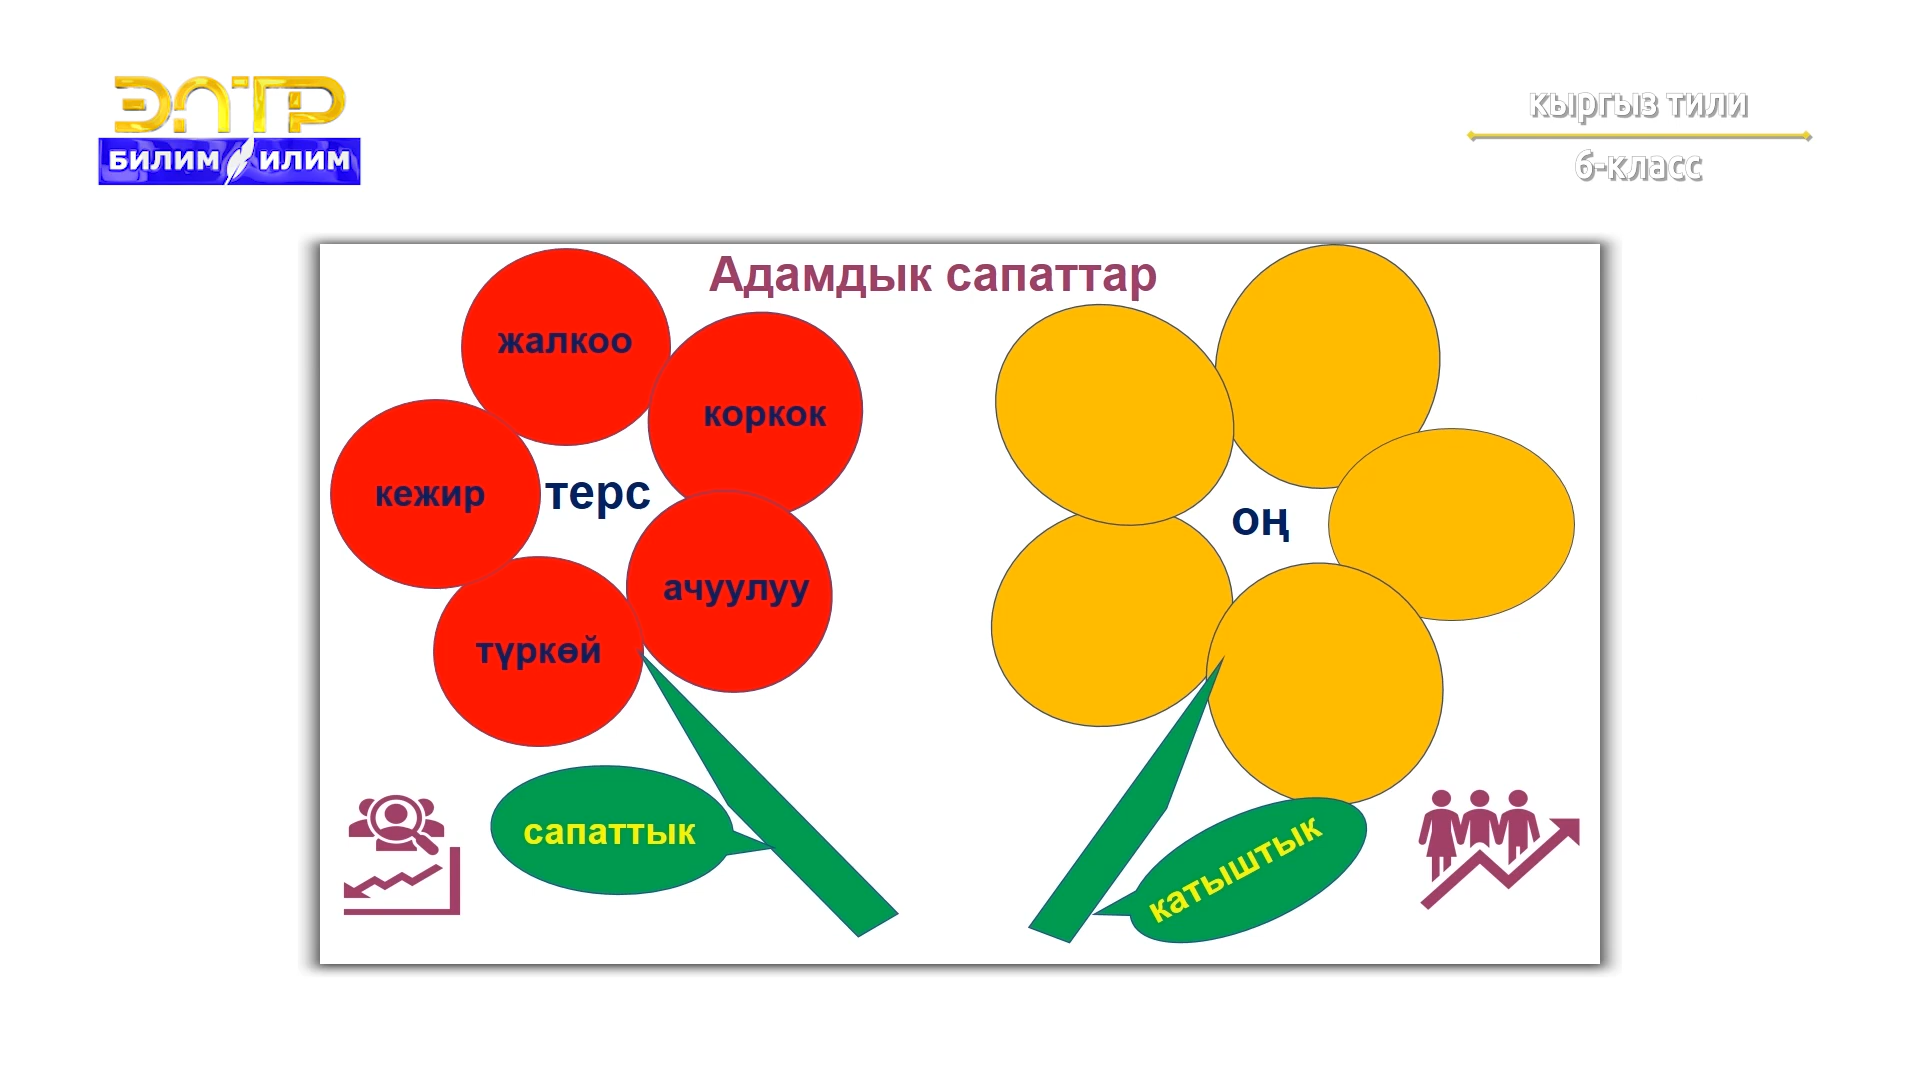 ЭЛТР
БИЛИМ ИЛИМ
кыргыз тили
6-класс
Адамдык сапаттар
жалкоо
коркок
кежир
терс
ачуулуу
түркөй
сапаттык
оң
катыштык